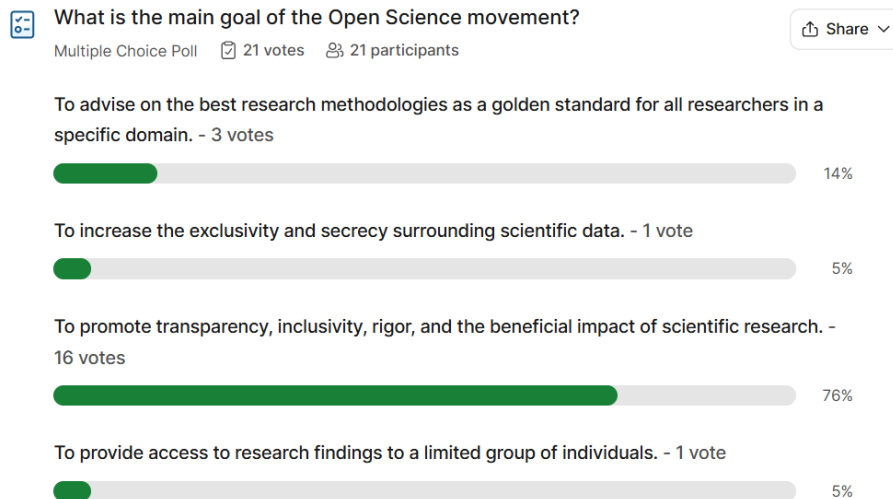 What is the main goal of the Open Science movement?
Share
Multiple Choice Poll 21 votes 21 participants
To advise on the best research methodologies as a golden standard for all researchers in a
specific domain. - 3 votes
14%
To increase the exclusivity and secrecy surrounding scientific data. - 1 vote
5%
To promote transparency, inclusivity, rigor, and the beneficial impact of scientific research. -
16 votes
76%
To provide access to research findings to a limited group of individuals. - 1 vote
5%